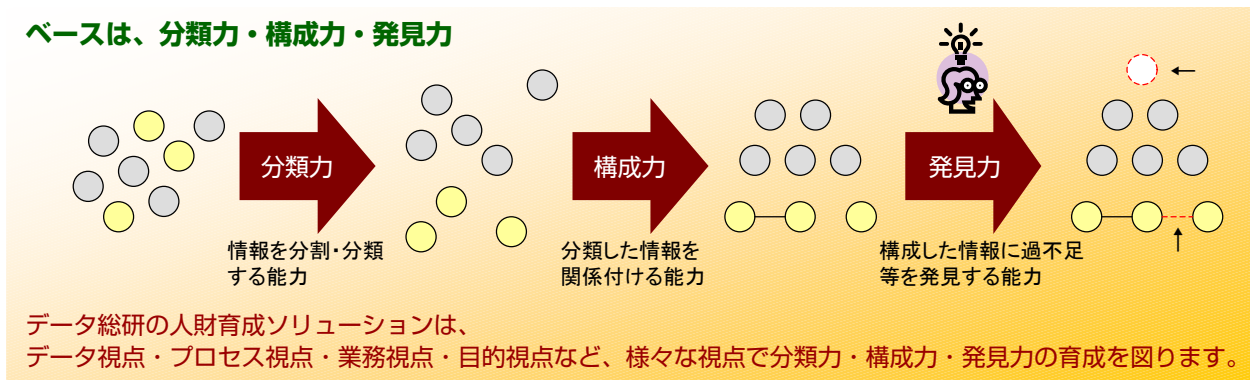 ベースは、分類力・構成力・発見力
分類力
構成力
発見力
情報を分割・分類
する能力
分類した情報を
関係付ける能力
構成した情報に過不足
等を発見する能力
データ総研の人財育成ソリューションは、
データ視点・プロセス視点・業務視点・目的視点など、様々な視点で分類力・構成力・発見力の育成を図ります。